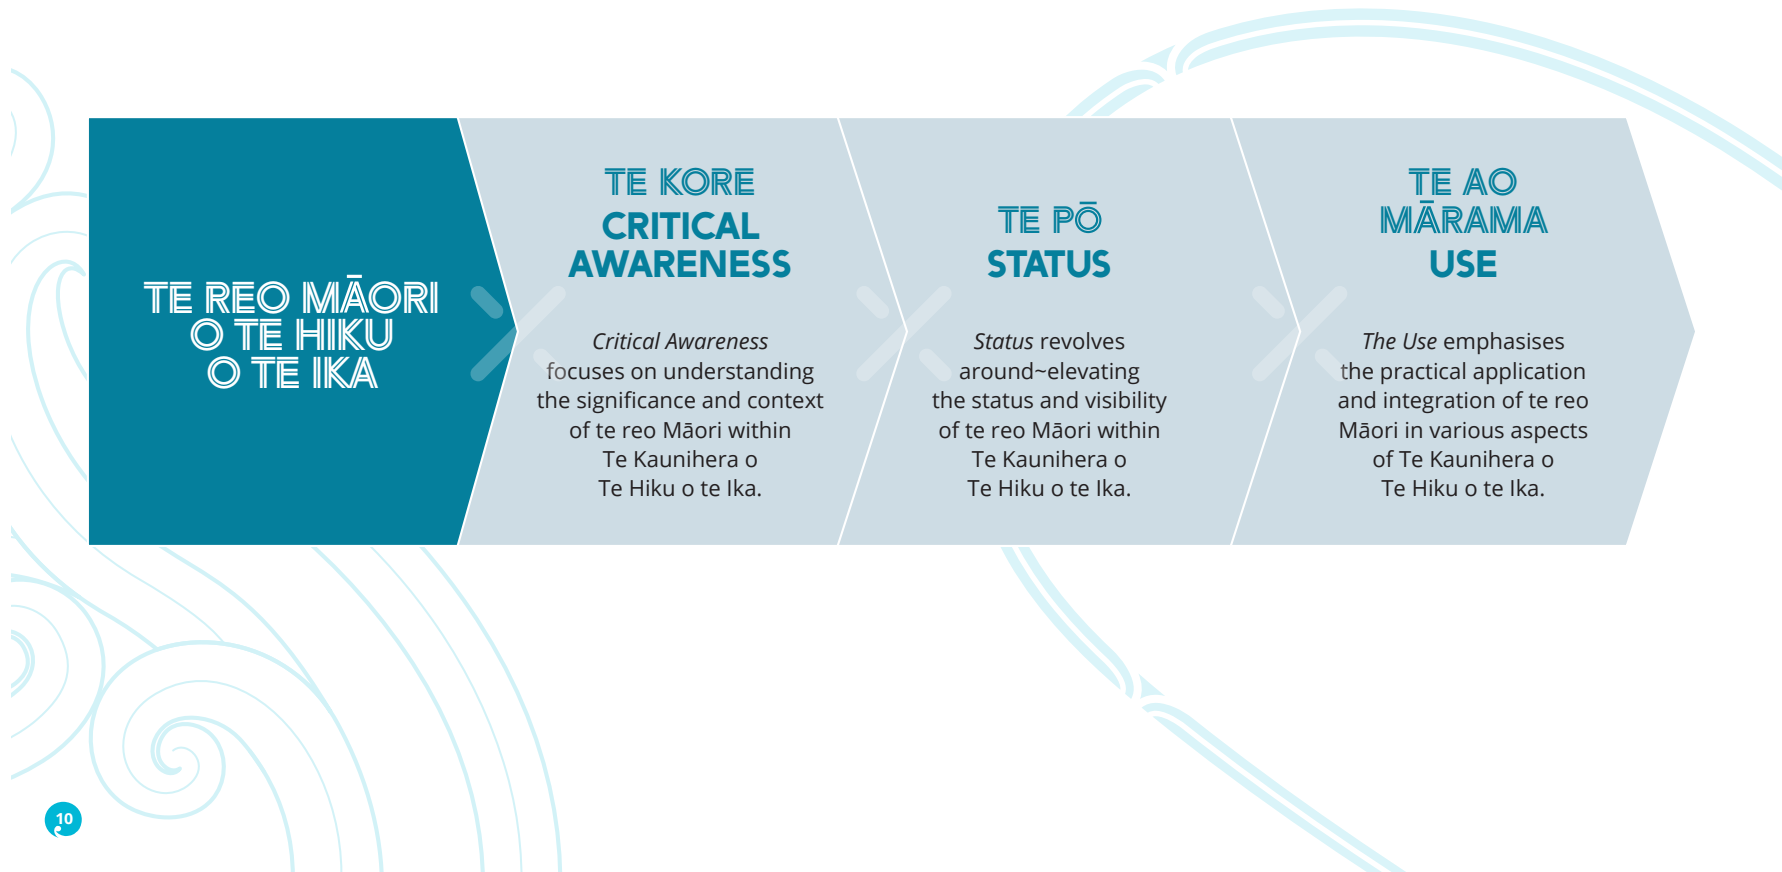 TE REO MĀORI
O TE HIKU
O TE IKA
TE KORE
CRITICAL
AWARENESS
Critical Awareness
focuses on understanding
the significance and context
of te reo Māori within
Te Kaunihera o
Te Hiku o te Ika.
TE PŌ
STATUS
Status revolves
around~elevating
the status and visibility
of te reo Māori within
Te Kaunihera o
Te Hiku o te Ika.
TE AO
MĀRAMA
USE
The Use emphasises
the practical application
and integration of te reo
Māori in various aspects
of Te Kaunihera o
Te Hiku o te Ika.
10